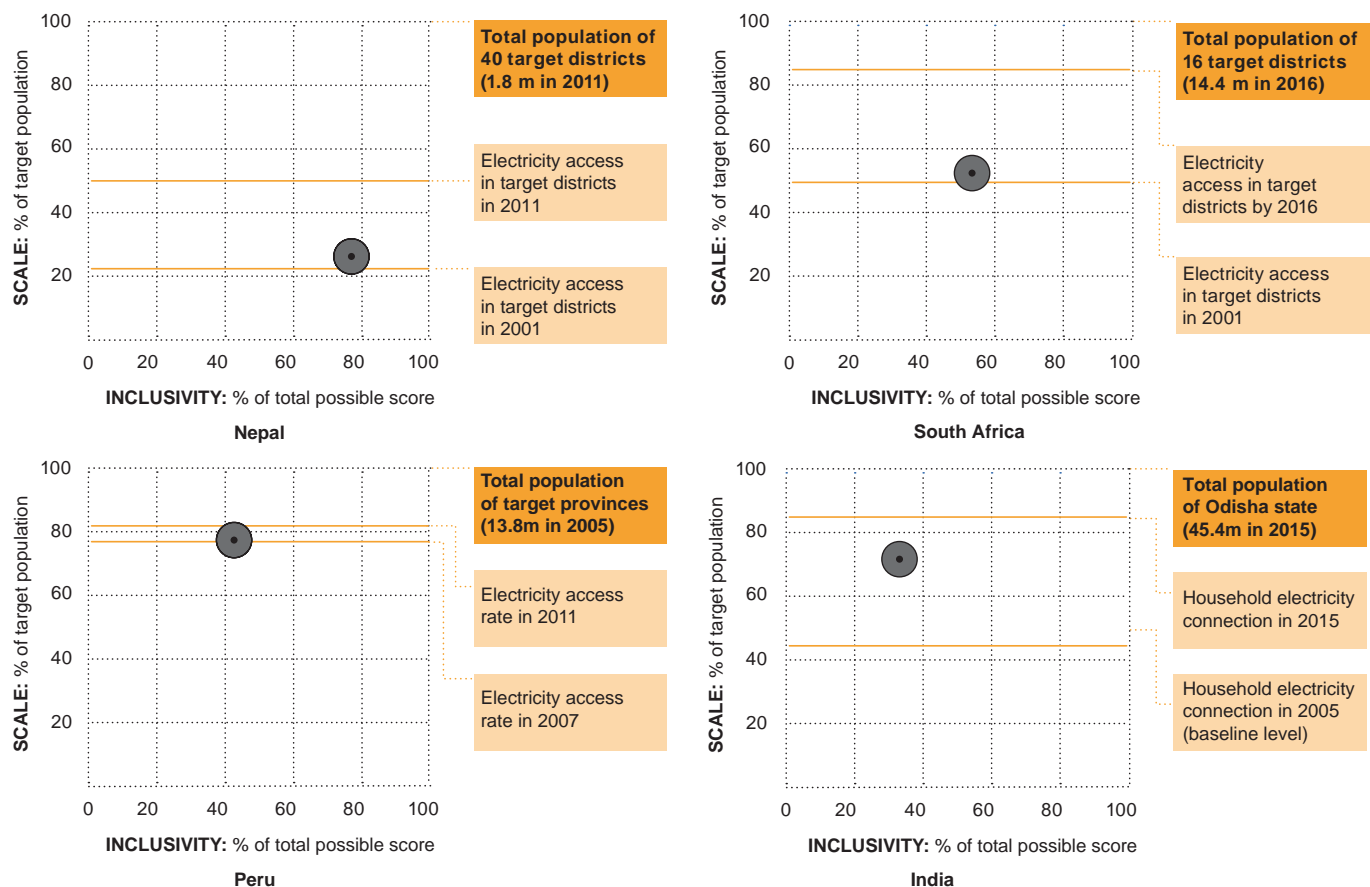 100
80
60
40
20
0 20 40 60 80 100
SCALE: % of target population
INCLUSIVITY: % of total possible score
Nepal
Total population of
40 target districts
(1.8 m in 2011)
Electricity access
in target districts
in 2011
Electricity access
in target districts
in 2001
100
80
60
40
20
0 20 40 60 80 100
SCALE: % of target population
INCLUSIVITY: % of total possible score
South Africa
Total population of
16 target districts
(14.4 m in 2016)
Electricity
access in target
districts by 2016
Electricity access
in target districts
in 2001
100
80
60
40
20
0 20 40 60 80 100
SCALE: % of target population
INCLUSIVITY: % of total possible score
Peru
Total population
of target provinces
(13.8m in 2005)
Electricity access
rate in 2011
Electricity access
rate in 2007
100
80
60
40
20
0 20 40 60 80 100
SCALE: % of target population
INCLUSIVITY: % of total possible score
India
Total population
of Odisha state
(45.4m in 2015)
Household electricity
connection in 2015
Household electricity
connection in 2005
(baseline level)